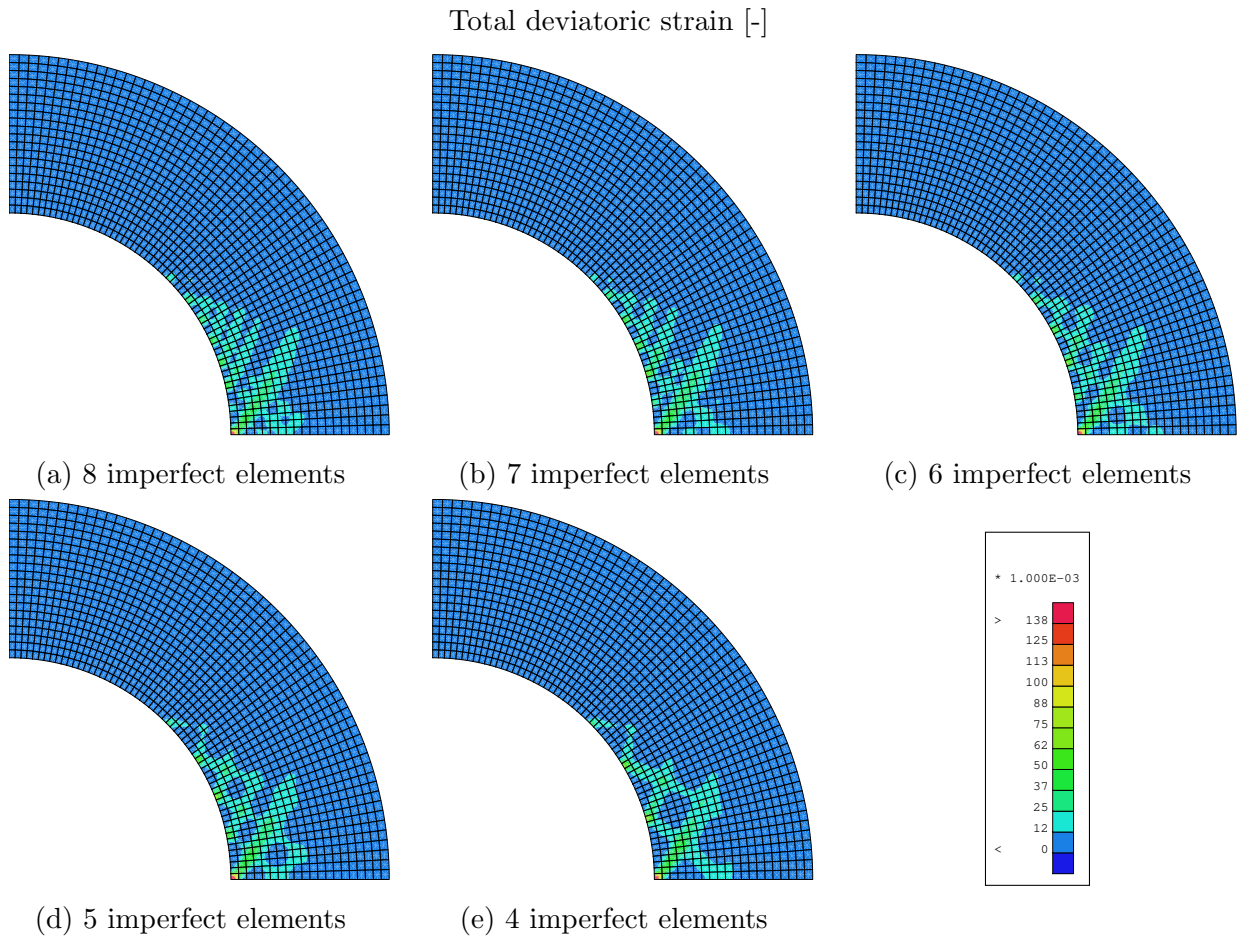 Total deviatoric strain [-]
(a) 8 imperfect elements
(b) 7 imperfect elements
(c) 6 imperfect elements
* 1.000E-03
> 138
125
113
100
88
75
62
50
37
25
12
< 0
(d) 5 imperfect elements
(e) 4 imperfect elements